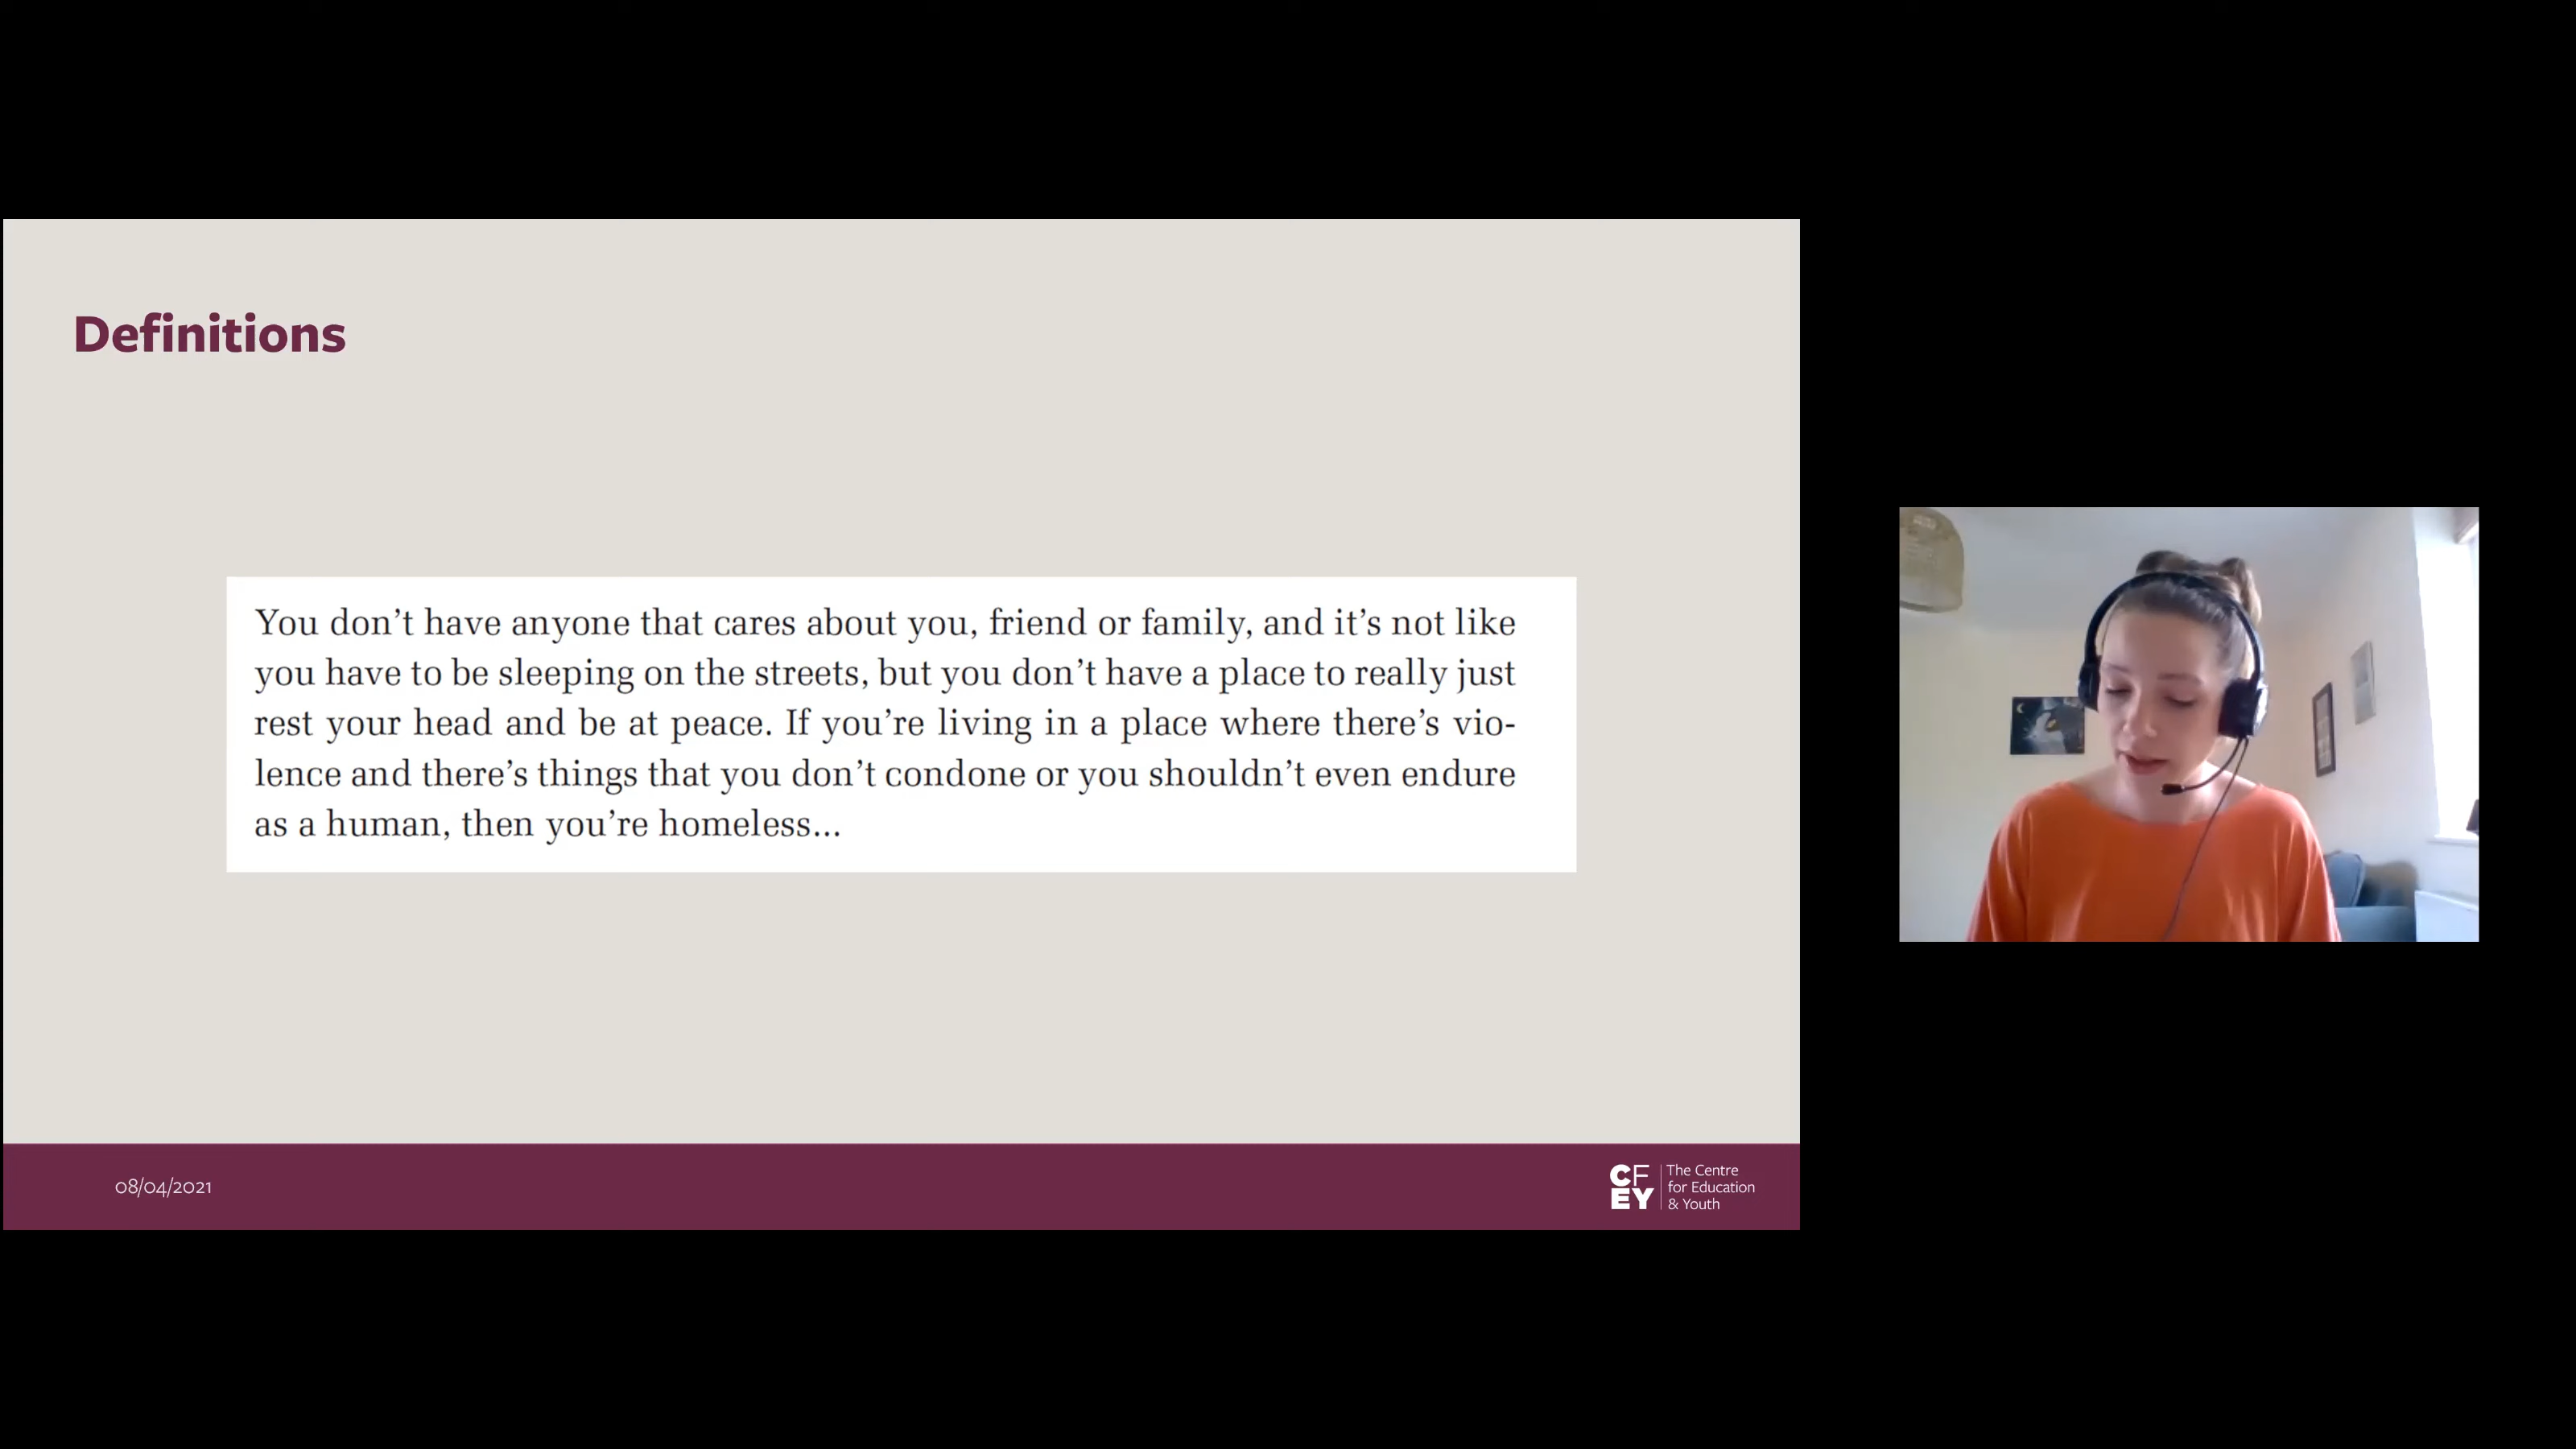 Definitions
You don’t have anyone that cares about you, friend or family, and it’s not like
you have to be sleeping on the streets, but you don’t have a place to really just
rest your head and be at peace. If you’re living in a place where there’s vio-
lence and there’s things that you don’t condone or you shouldn’t even endure
as a human, then you’re homeless...
08/04/2021
CF
EY
The Centre
for Education
& Youth